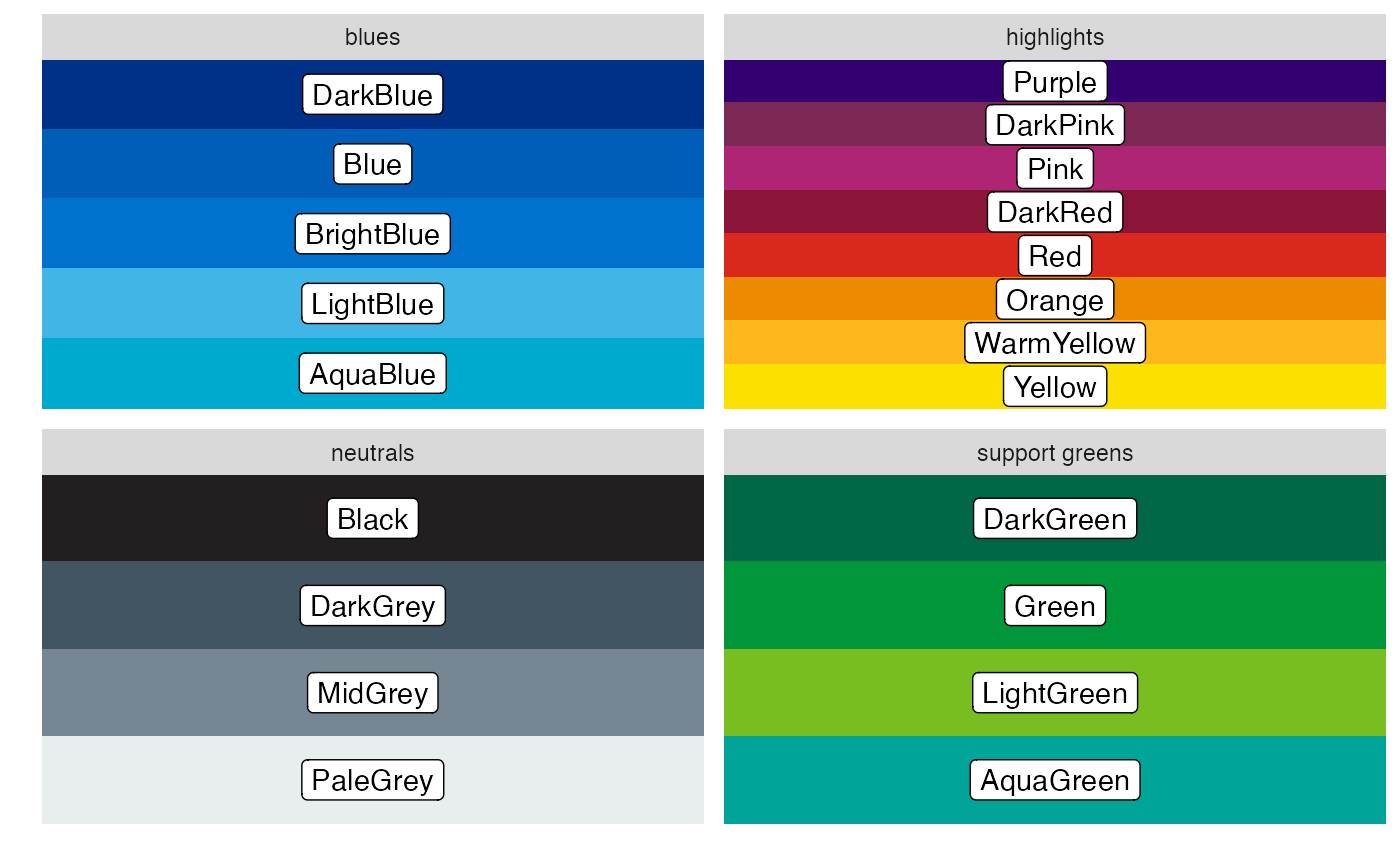 blues
DarkBlue
Blue
BrightBlue
LightBlue
AquaBlue
highlights
Purple
DarkPink
Pink
DarkRed
Red
Orange
WarmYellow
Yellow
neutrals
Black
DarkGrey
MidGrey
PaleGrey
support greens
DarkGreen
Green
LightGreen
AquaGreen